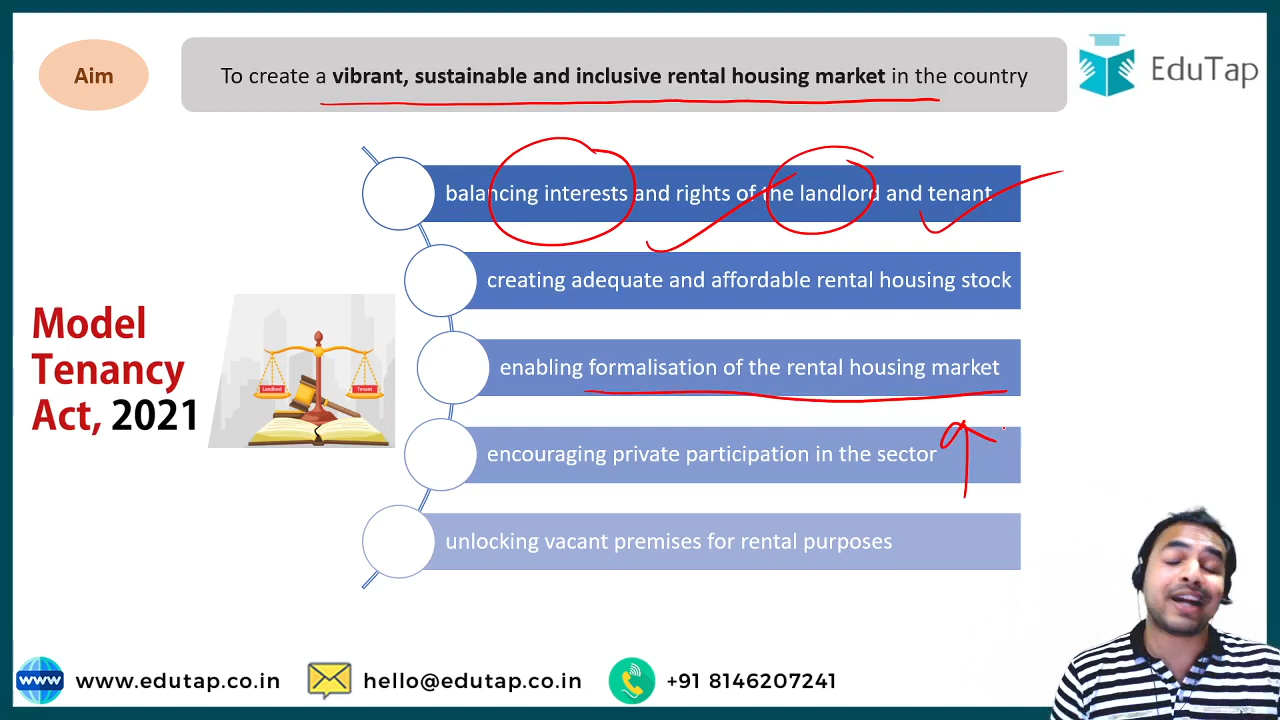 Aim
To create a vibrant, sustainable and inclusive rental housing market in the country
EduTap
balancing interests and rights of the landlord and tenant
creating adequate and affordable rental housing stock
enabling formalisation of the rental housing market
encouraging private participation in the sector
unlocking vacant premises for rental purposes
Model
Tenancy
Act, 2021
Landlord
Tenant
www
www.edutap.co.in
hello@edutap.co.in
+91 8146207241